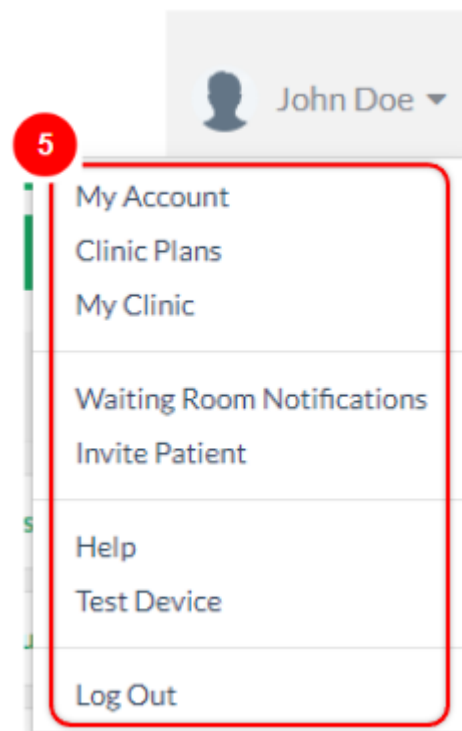 John Doe
5
My Account
Clinic Plans
My Clinic
Waiting Room Notifications
Invite Patient
Help
Test Device
Log Out